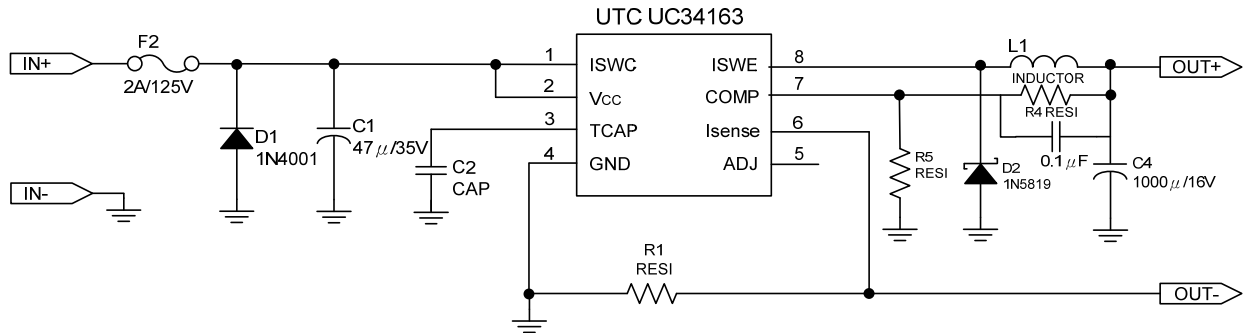 UTC UC34163
IN+
F2
2A/125V
D1
1N4001
C1
47μ/35V
C2
CAP
IN-
1
2
3
4
ISWC
VCC
TCAP
GND
ISWE
COMP
Isense
ADJ
8
7
6
5
L1
INDUCTOR
R4 RESI
0.1μF
R5
RESI
D2
1N5819
C4
1000μ/16V
OUT+
R1
RESI
OUT-